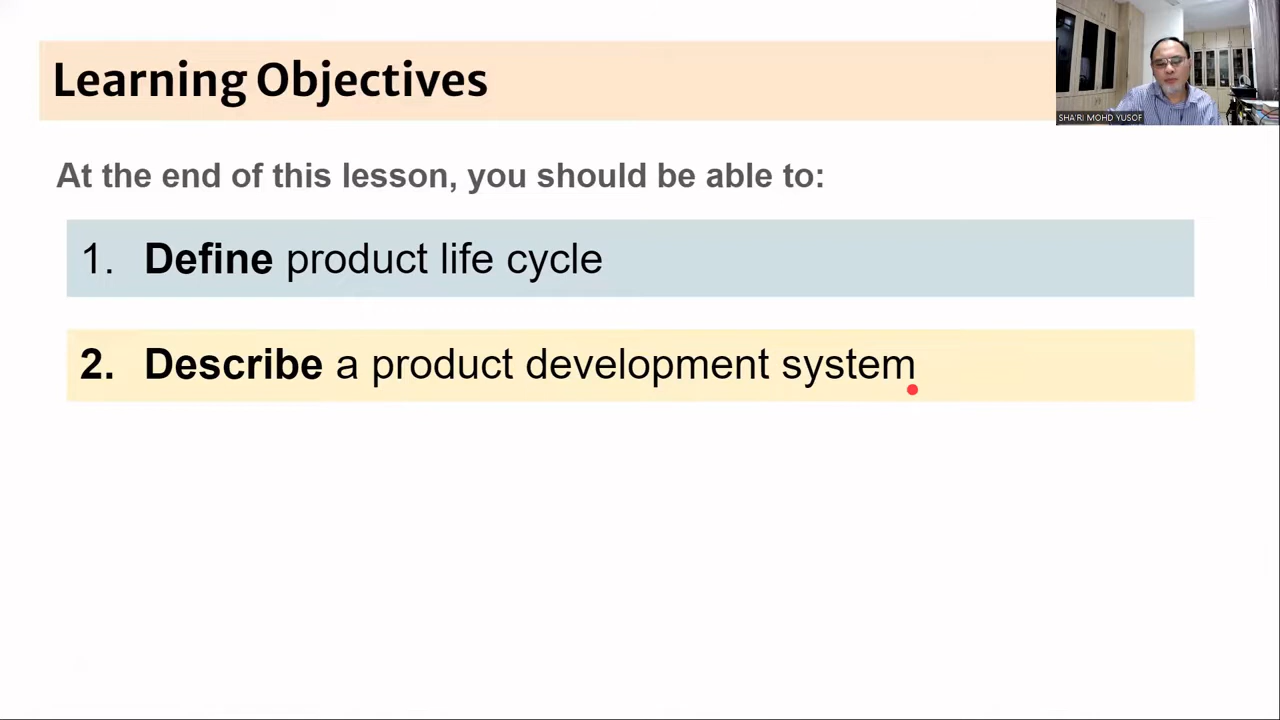 Learning Objectives
SHA'RI MOHD YUSOF
At the end of this lesson, you should be able to:
1. Define product life cycle
2. Describe a product development system